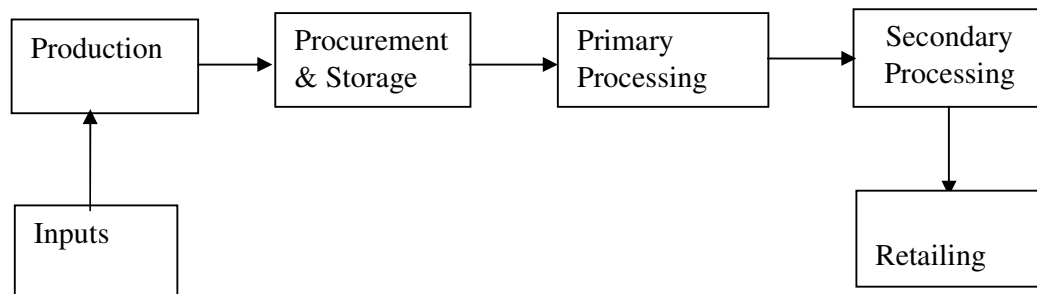 Production
Procurement
& Storage
Primary
Processing
Secondary
Processing
Inputs
Retailing